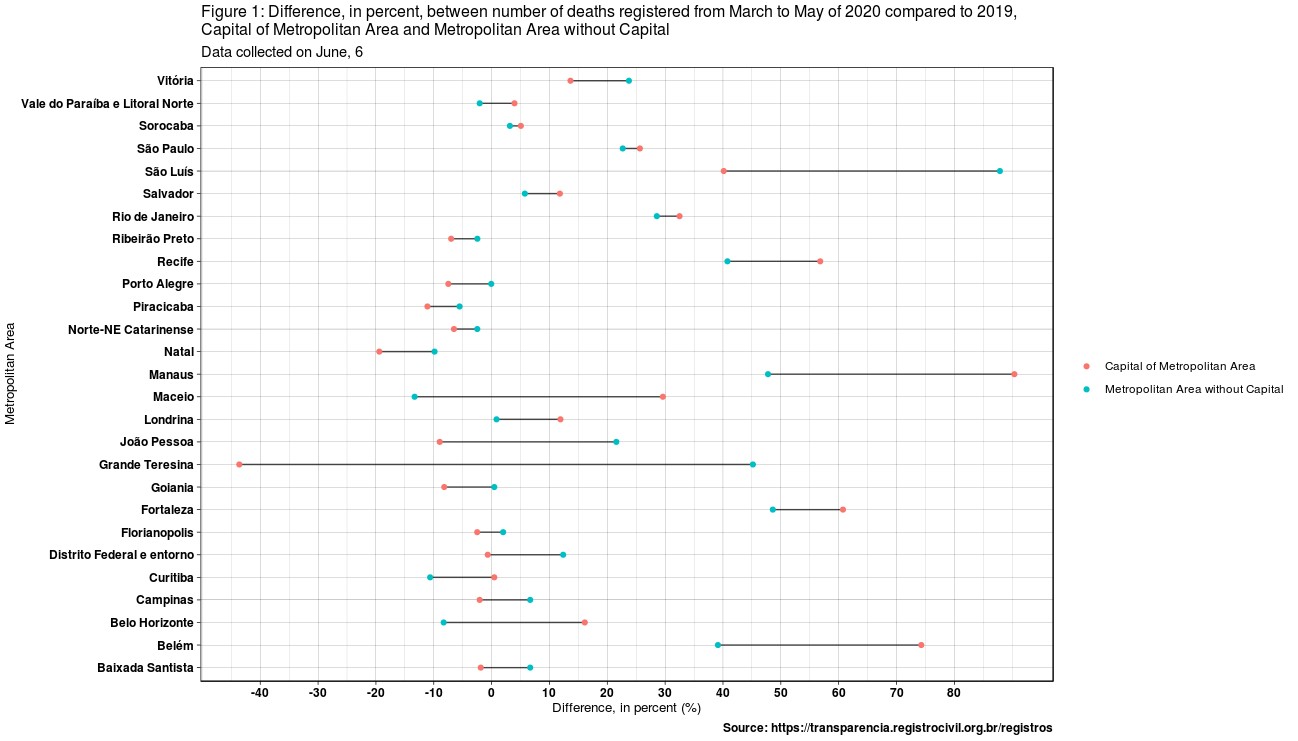 Figure 1: Difference, in percent, between number of deaths registered from March to May of 2020 compared to 2019,
Capital of Metropolitan Area and Metropolitan Area without Capital
Data collected on June, 6
Metropolitan Area
Vitória
Vale do Paraíba e Litoral Norte
Sorocaba
São Paulo
São Luís
Salvador
Rio de Janeiro
Ribeirão Preto
Recife
Porto Alegre
Piracicaba
Norte-NE Catarinense
Natal
Manaus
Maceio
Londrina
João Pessoa
Grande Teresina
Goiania
Fortaleza
Florianopolis
Distrito Federal e entorno
Curitiba
Campinas
Belo Horizonte
Belém
Baixada Santista
-40 -30 -20 -10 0 10 20 30 40 50 60 70 80
Difference, in percent (%)
Capital of Metropolitan Area
Metropolitan Area without Capital
Source: https://transparencia.registrocivil.org.br/registros